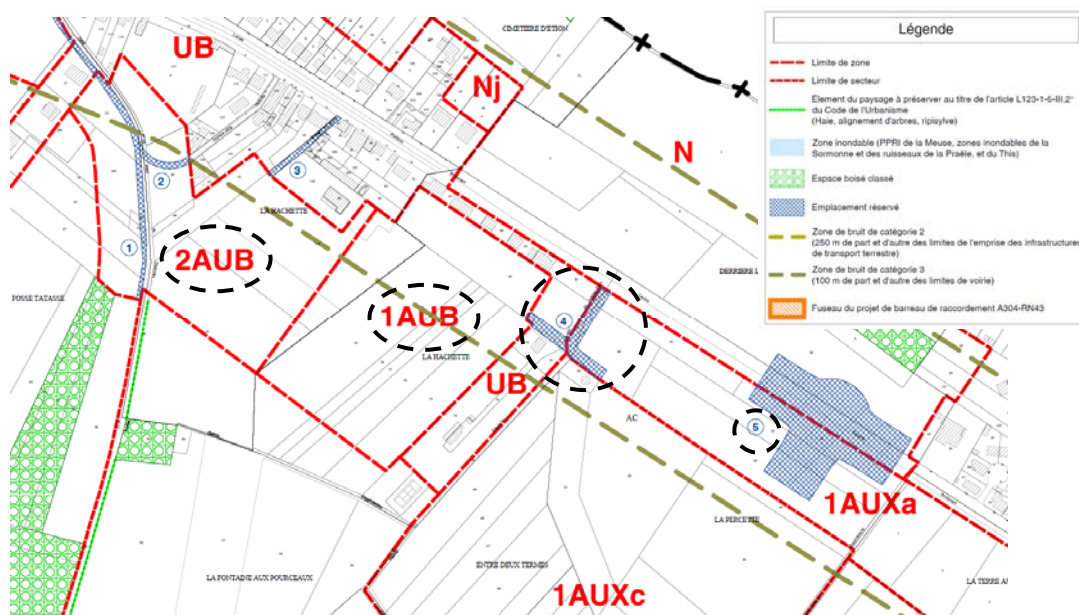 CIMETIERE D'ETION
UB
Nj
N
3
2
LA HACHETTE
1
2AUB
FOSSE TATASSE
DERRIERE L
1AUB
4
LA HACHETTE
UB
AC
5
1AUXa
LA PERCETTE
ENTRE DEUX TERMES
LA FONTAINE AUX POURCEAUX
1AUXc
LA TERRE AU
Légende
Limite de zone
Limite de secteur
Element du paysage à préserver au titre de l'article L123-1-5-III.2°
du Code de l'Urbanisme
(Haie, alignement d'arbres, ripisylve)
Zone inondable (PPRI de la Meuse, zones inondables de la
Sormonne et des ruisseaux de la Praële, et du This)
Espace boisé classé
Emplacement réservé
Zone de bruit de catégorie 2
(250 m de part et d'autre des limites de l'emprise des infrastructures
de transport terrestre)
Zone de bruit de catégorie 3
(100 m de part et d'autre des limites de voirie)
Fuseau du projet de barreau de raccordement A304-RN43